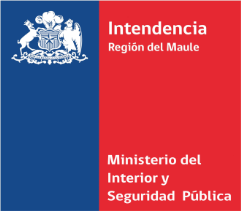 Intendencia
Región del Maule
Ministerio del
Interior y
Seguridad Pública